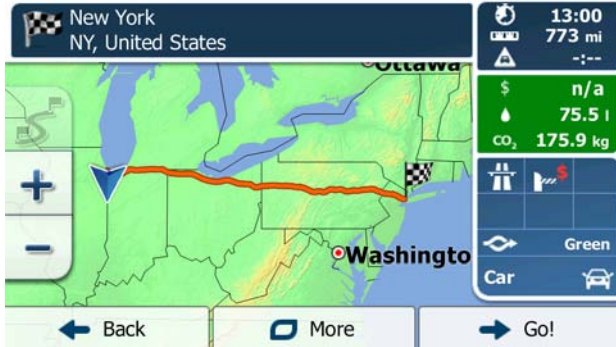 New York
NY, United States
13:00
773 mi
-:--
$ n/a
75.5 l
CO₂ 175.9 kg
Ottawa
Washingto
$
+
−
Green
Car
Back
More
Go!